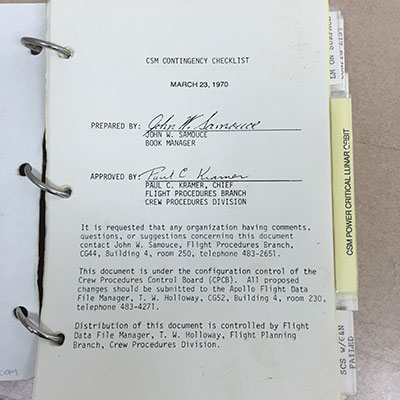 CSM CONTINGENCY CHECKLIST
MARCH 23, 1970
PREPARED BY: John W. Samouce
JOHN W. SAMOUCE
BOOK MANAGER
APPROVED BY: Paul C. Kramer
PAUL C. KRAMER, CHIEF
FLIGHT PROCEDURES BRANCH
CREW PROCEDURES DIVISION
It is requested that any organization having comments,
questions, or suggestions concerning this document
contact John W. Samouce, Flight Procedures Branch,
CG44, Building 4, room 250, telephone 483-2651.
This document is under the configuration control of the
Crew Procedures Control Board (CPCB). All proposed
changes should be submitted to the Apollo Flight Data
File Manager, T. W. Holloway, CG52, Building 4, room 230,
telephone 483-4271.
Distribution of this document is controlled by Flight
Data File Manager, T. W. Holloway, Flight Planning
Branch, Crew Procedures Division.
LM ON SURFACE
CONFIG LIST
CSM POWER CRITICAL LUNAR ORBIT
SCS W/G&N
FAILED